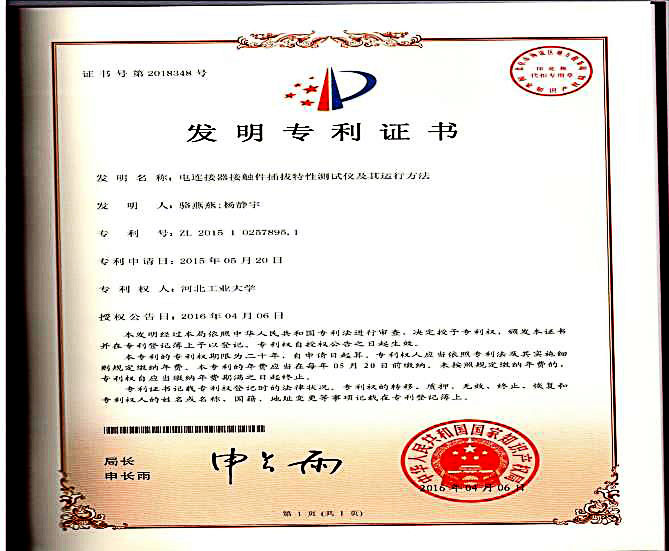 证书号第2018348号
发明专利证书
发明名称：电连接器接触件插拔特性测试仪及其运行方法
发明人：骆燕燕;杨静宇
专利号：ZL 2015 1 0257895.1
专利申请日：2015年05月20日
专利权人：河北工业大学
授权公告日：2016年04月06日
本发明经过本局依照中华人民共和国专利法进行审查，决定授予专利权，颁发本证书
并在专利登记簿上予以登记。专利权自授权公告之日起生效。
本专利的专利权期限为二十年，自申请日起算。专利权人应当依照专利法及其实施细
则规定缴纳年费。本专利的年费应当在每年05月20日前缴纳。未按照规定缴纳年费的，
专利权自应当缴纳年费期满之日起终止。
专利证书记载专利权登记时的法律状况。专利权的转移、质押、无效、终止、恢复和
专利权人的姓名或名称、国籍、地址变更等事项记载在专利登记簿上。
局长
申长雨
申长雨
中华人民共和国国家知识产权局
2016年04月06日
第1页(共1页)